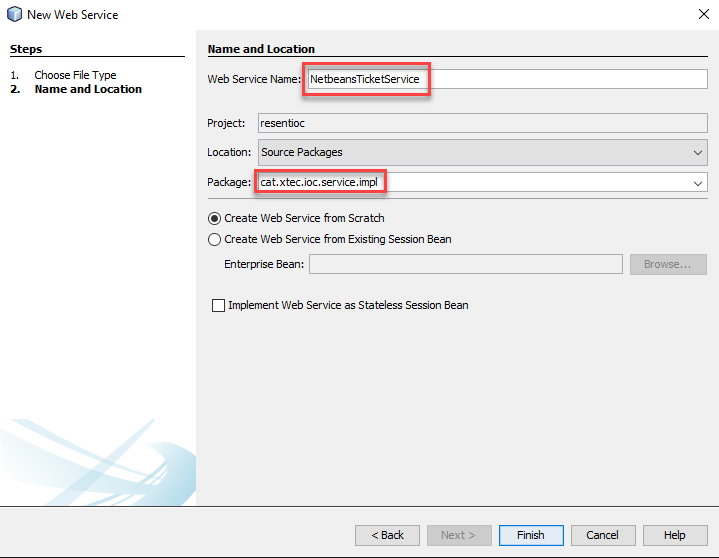 New Web Service
Steps
1. Choose File Type
2. Name and Location
Name and Location
Web Service Name: NetbeansTicketService
Project: resentioc
Location: Source Packages
Package: cat.xtec.ioc.service.impl
Create Web Service from Scratch
Create Web Service from Existing Session Bean
Enterprise Bean: Browse...
Implement Web Service as Stateless Session Bean
< Back Next > Finish Cancel Help